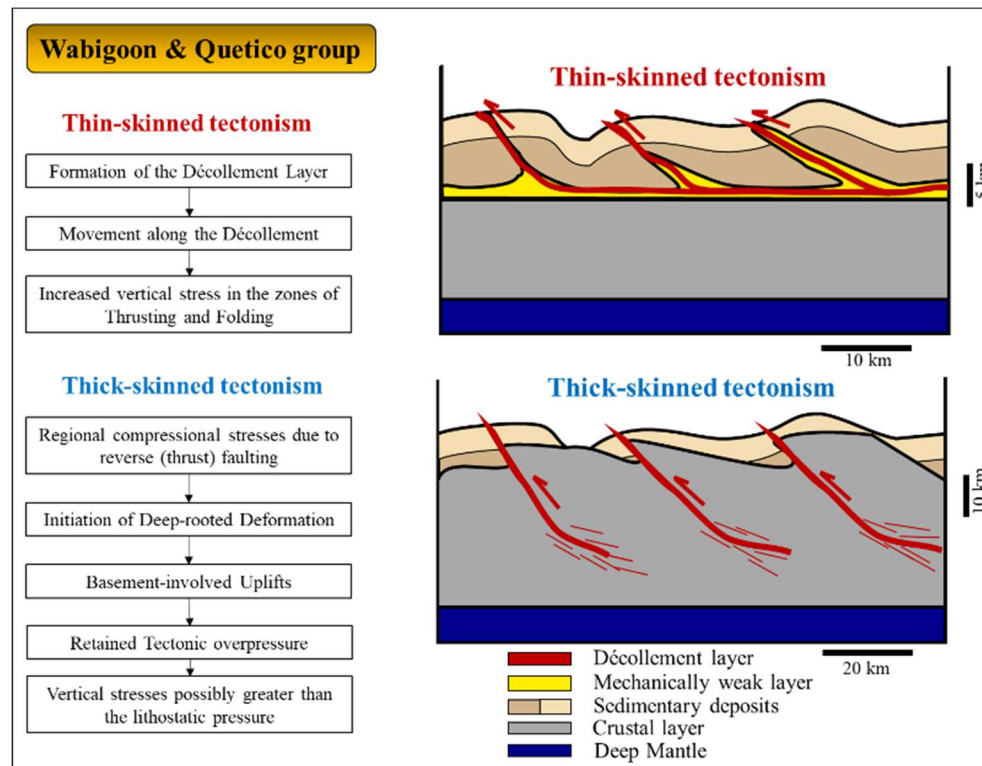 Wabigoon & Quetico group
Thin-skinned tectonism
Formation of the Décollement Layer
Movement along the Décollement
Increased vertical stress in the zones of
Thrusting and Folding
Thick-skinned tectonism
Regional compressional stresses due to
reverse (thrust) faulting
Initiation of Deep-rooted Deformation
Basement-involved Uplifts
Retained Tectonic overpressure
Vertical stresses possibly greater than
the lithostatic pressure
Thin-skinned tectonism
5 km
10 km
Thick-skinned tectonism
10 km
20 km
Décollement layer
Mechanically weak layer
Sedimentary deposits
Crustal layer
Deep Mantle